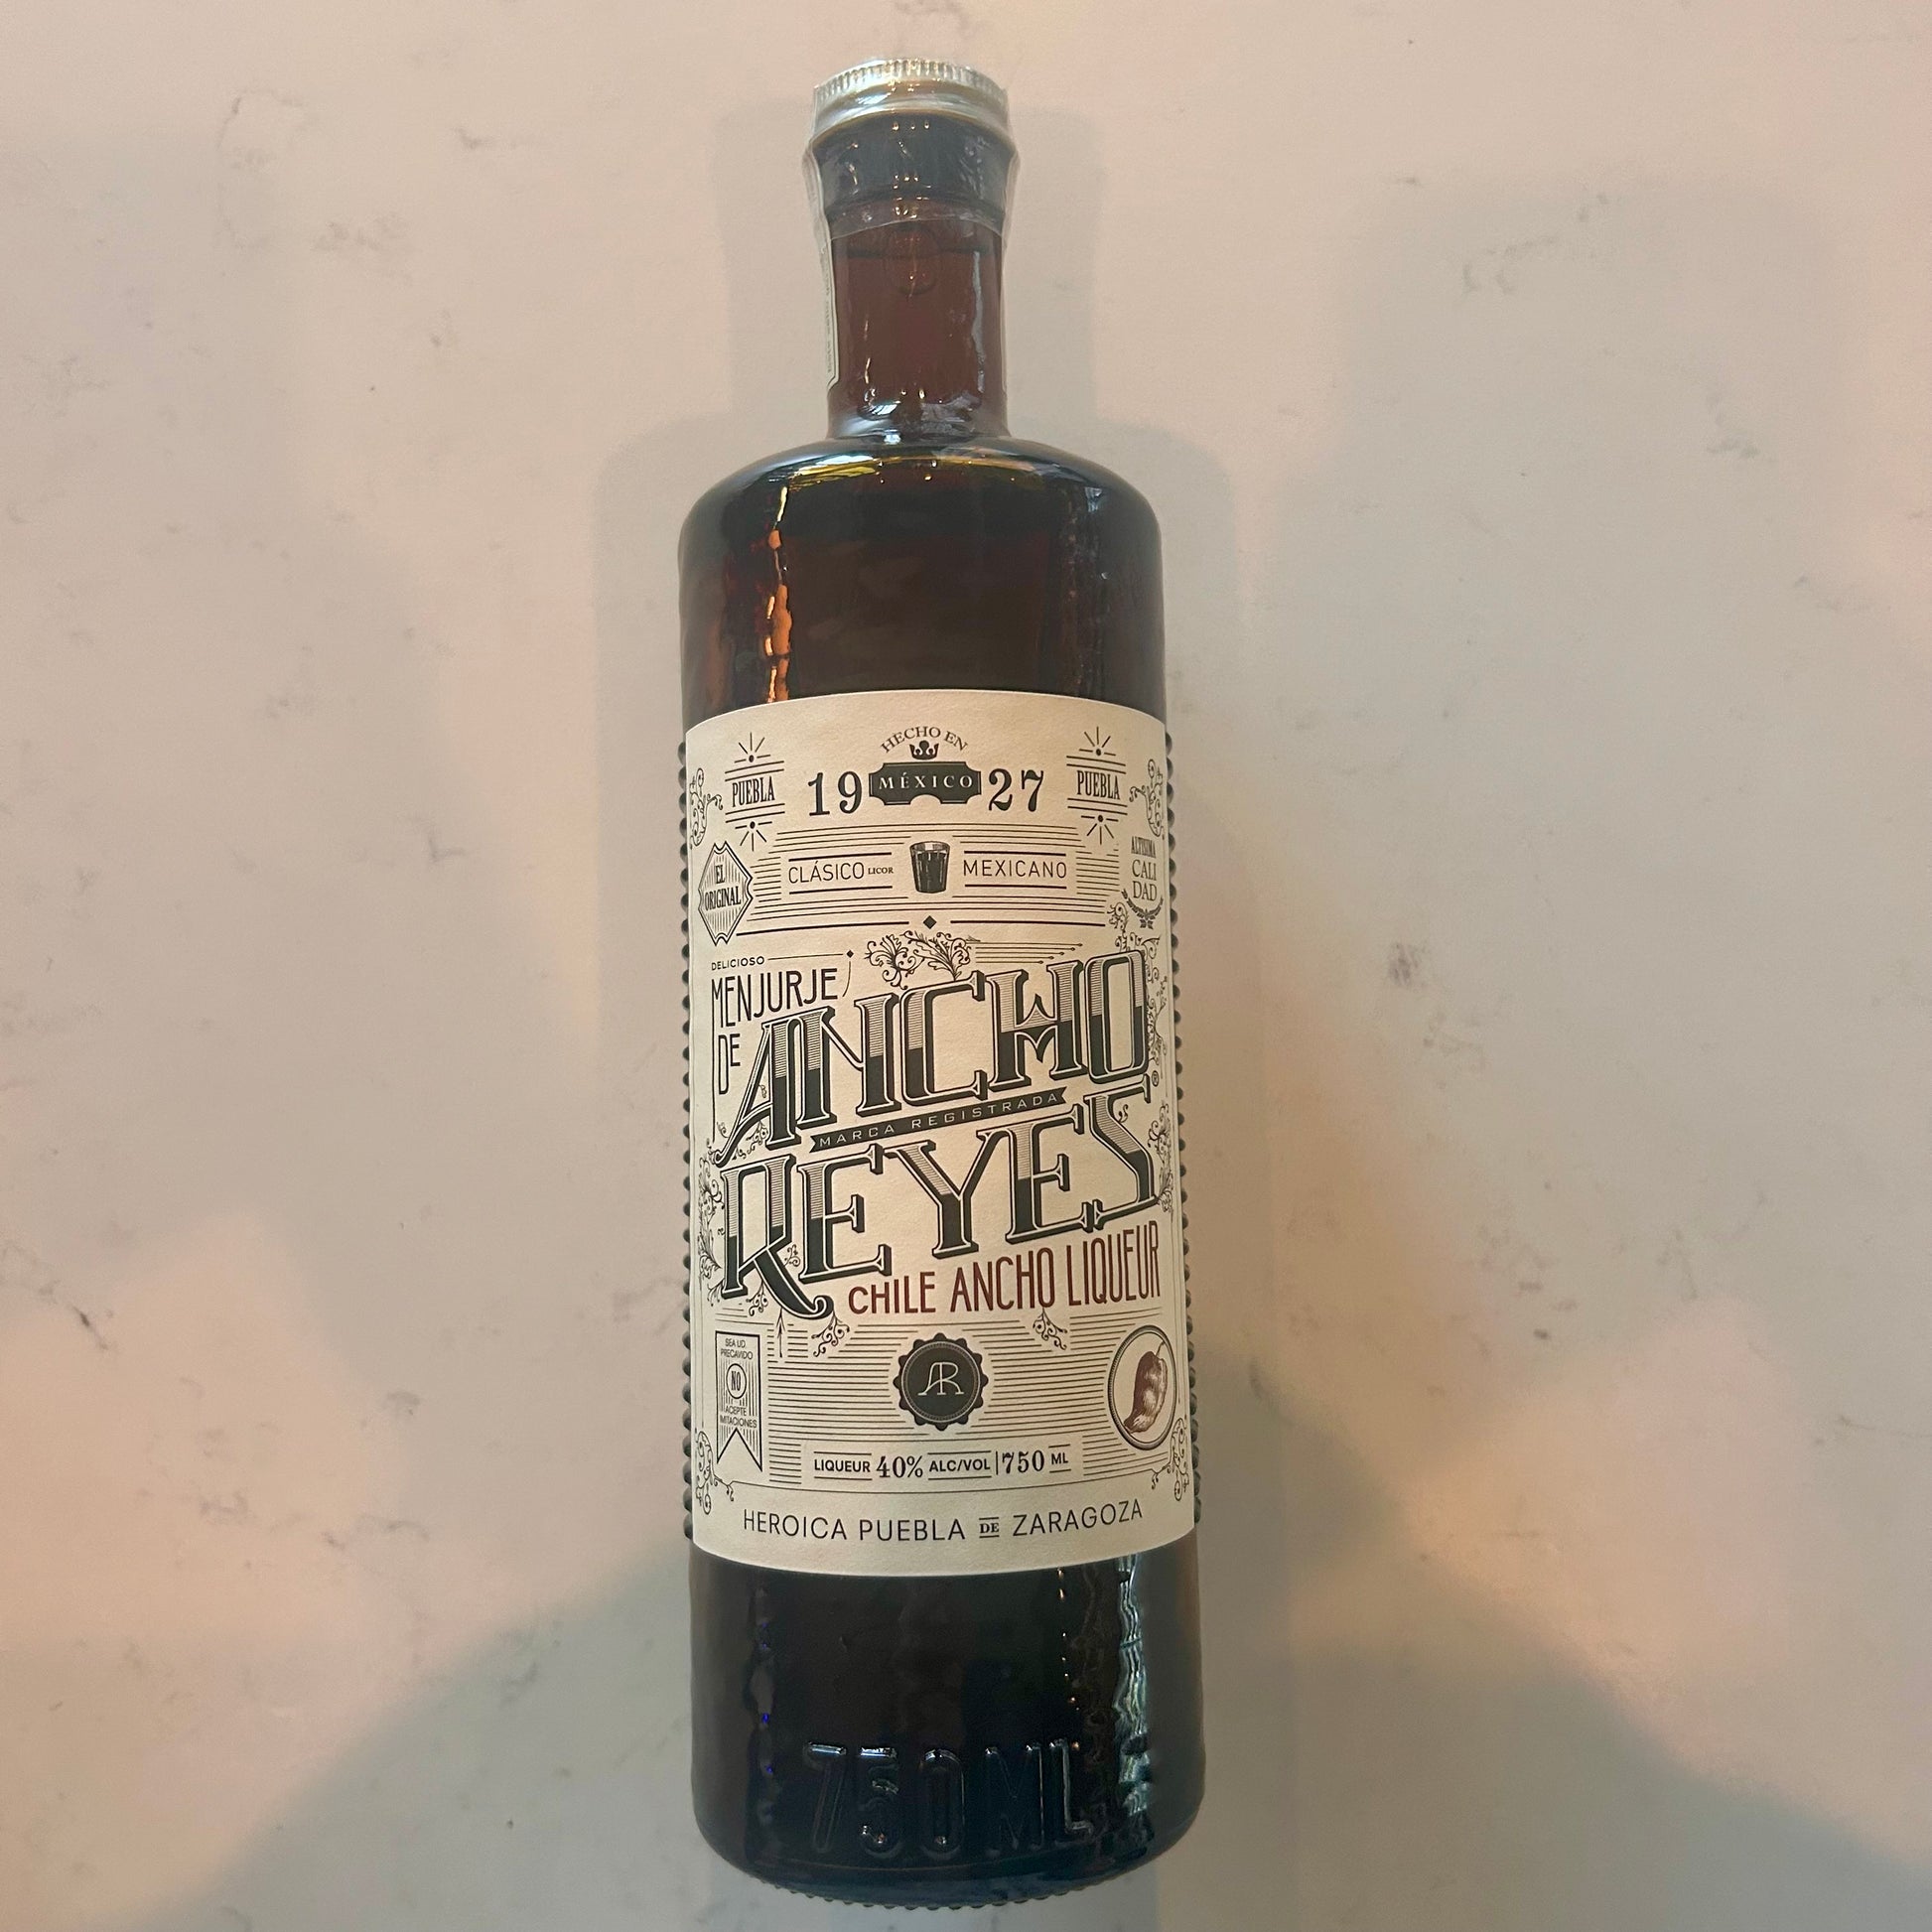 HECHO EN
PUEBLA 19 MÉXICO 27 PUEBLA
EL ORIGINAL
CLÁSICO LICOR MEXICANO
ALTISIMA
CALI
DAD
DELICIOSO
MENJURJE
DE
ANCHO
MARCA REGISTRADA
REYES®
CHILE ANCHO LIQUEUR
SEA UD.
PRECAVIDO
NO
ACEPTE
IMITACIONES
AR
LIQUEUR 40% ALC/VOL | 750 ML
HEROICA PUEBLA DE ZARAGOZA
750 ML